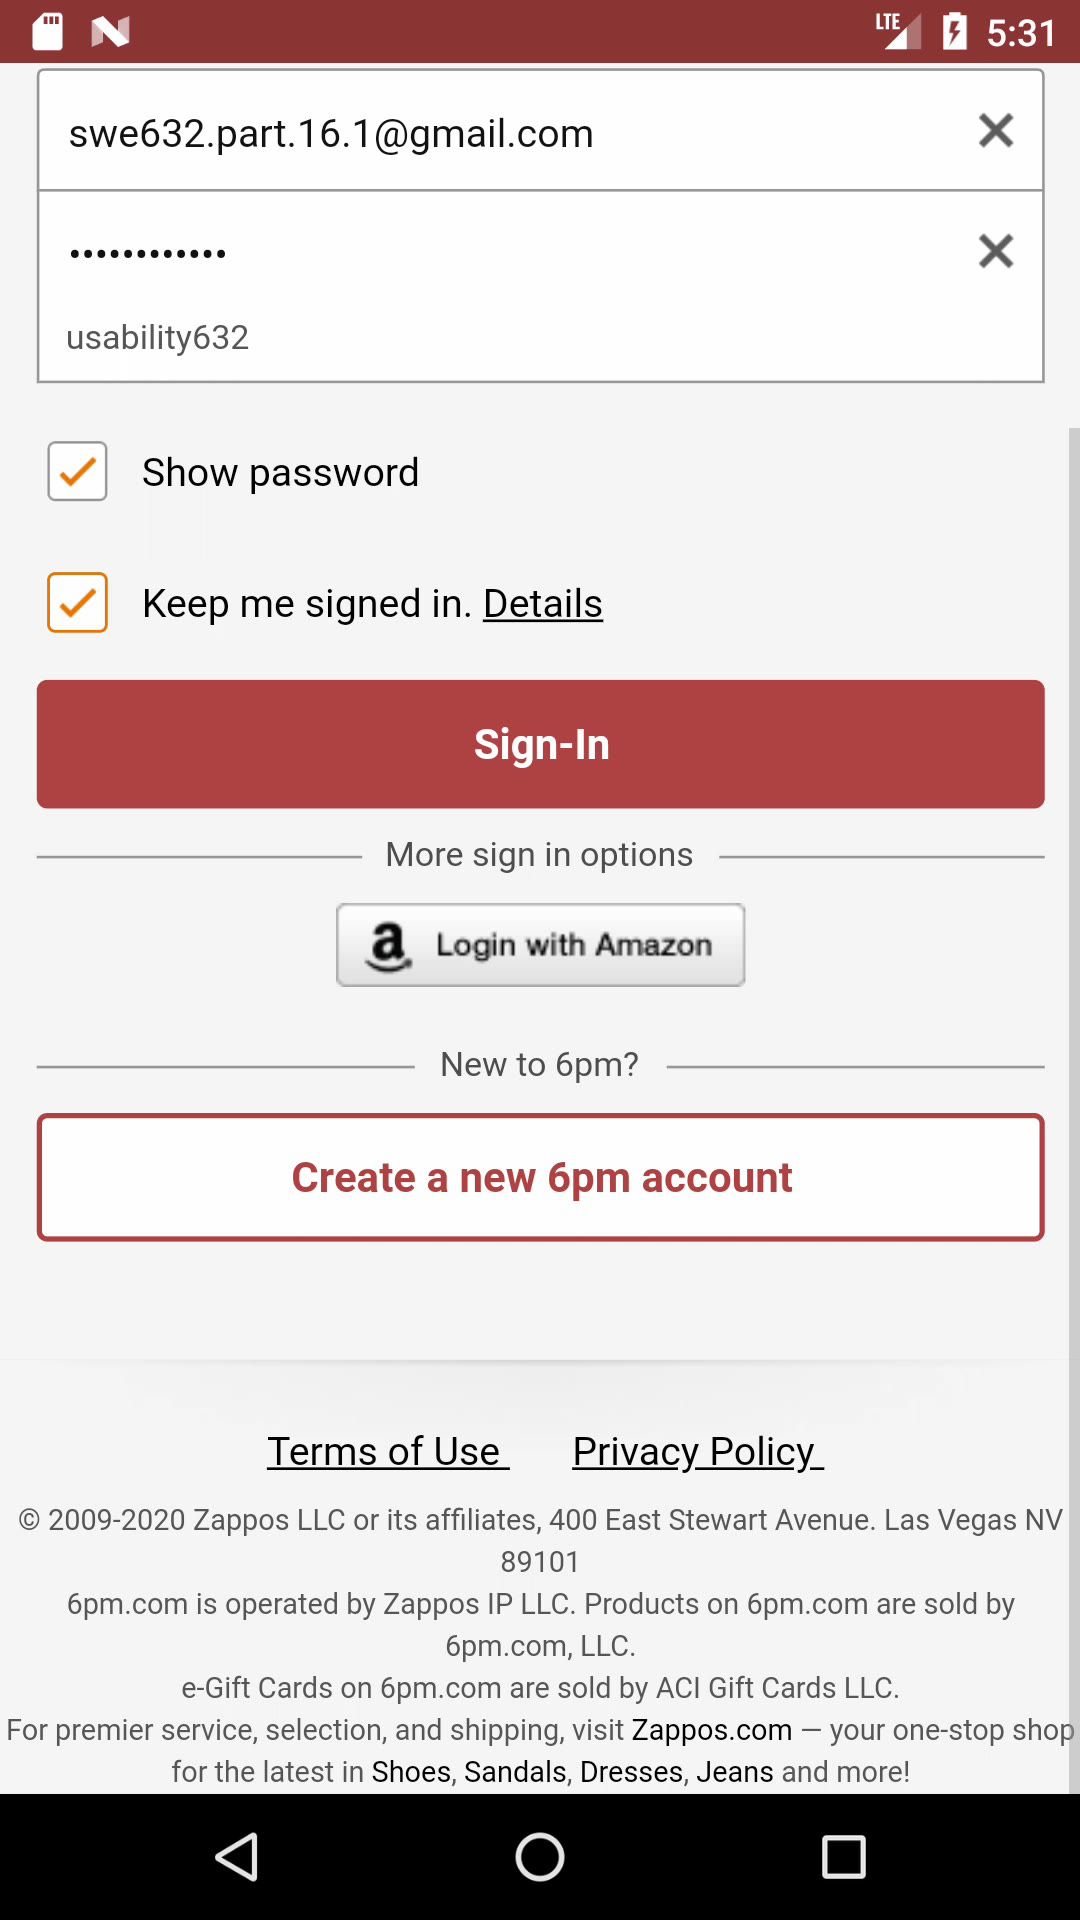 LTE 5:31
swe632.part.16.1@gmail.com
••••••••••••
usability632
Show password
Keep me signed in. Details
Sign-In
More sign in options
a Login with Amazon
New to 6pm?
Create a new 6pm account
Terms of Use Privacy Policy
© 2009-2020 Zappos LLC or its affiliates, 400 East Stewart Avenue. Las Vegas NV
89101
6pm.com is operated by Zappos IP LLC. Products on 6pm.com are sold by
6pm.com, LLC.
e-Gift Cards on 6pm.com are sold by ACI Gift Cards LLC.
For premier service, selection, and shipping, visit Zappos.com — your one-stop shop
for the latest in Shoes, Sandals, Dresses, Jeans and more!